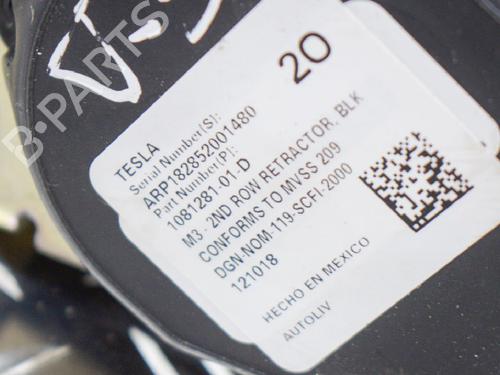 20
TESLA
Serial Number(S):
ARP182852001480
Part Number(P):
1081281-01-D
M3 - 2ND ROW RETRACTOR, BLK
CONFORMS TO MVSS 209
DGN-NOM-119-SCFI-2000
121018
HECHO EN MEXICO
AUTOLIV
B-PARTS